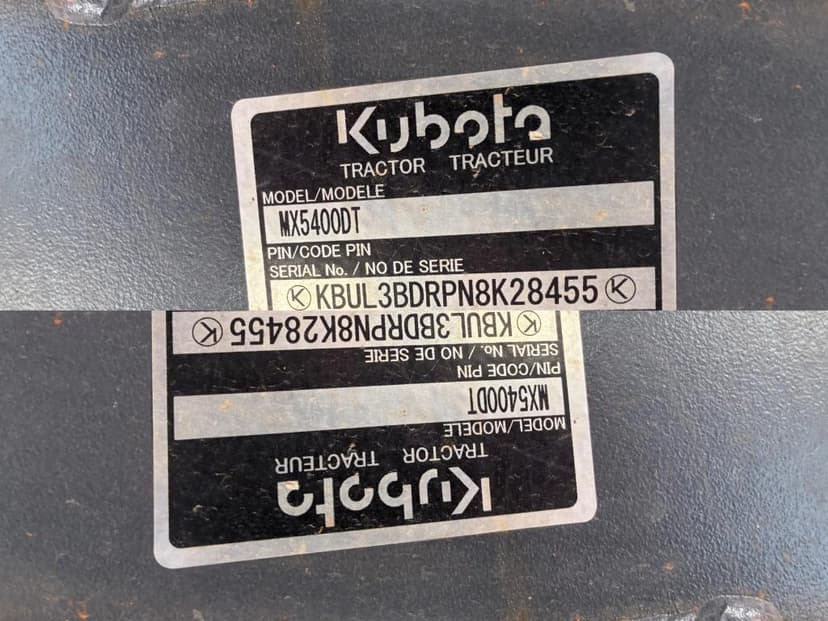 Kubota
TRACTOR TRACTEUR
MODEL/MODELE
MX5400DT
PIN/CODE PIN
SERIAL No. / NO DE SERIE
KBUL3BDRPN8K28455
KBUL3BDRPN8K28455
SERIAL No. / NO DE SERIE
PIN/CODE PIN
MX5400DT
MODEL/MODELE
TRACTOR TRACTEUR
Kubota